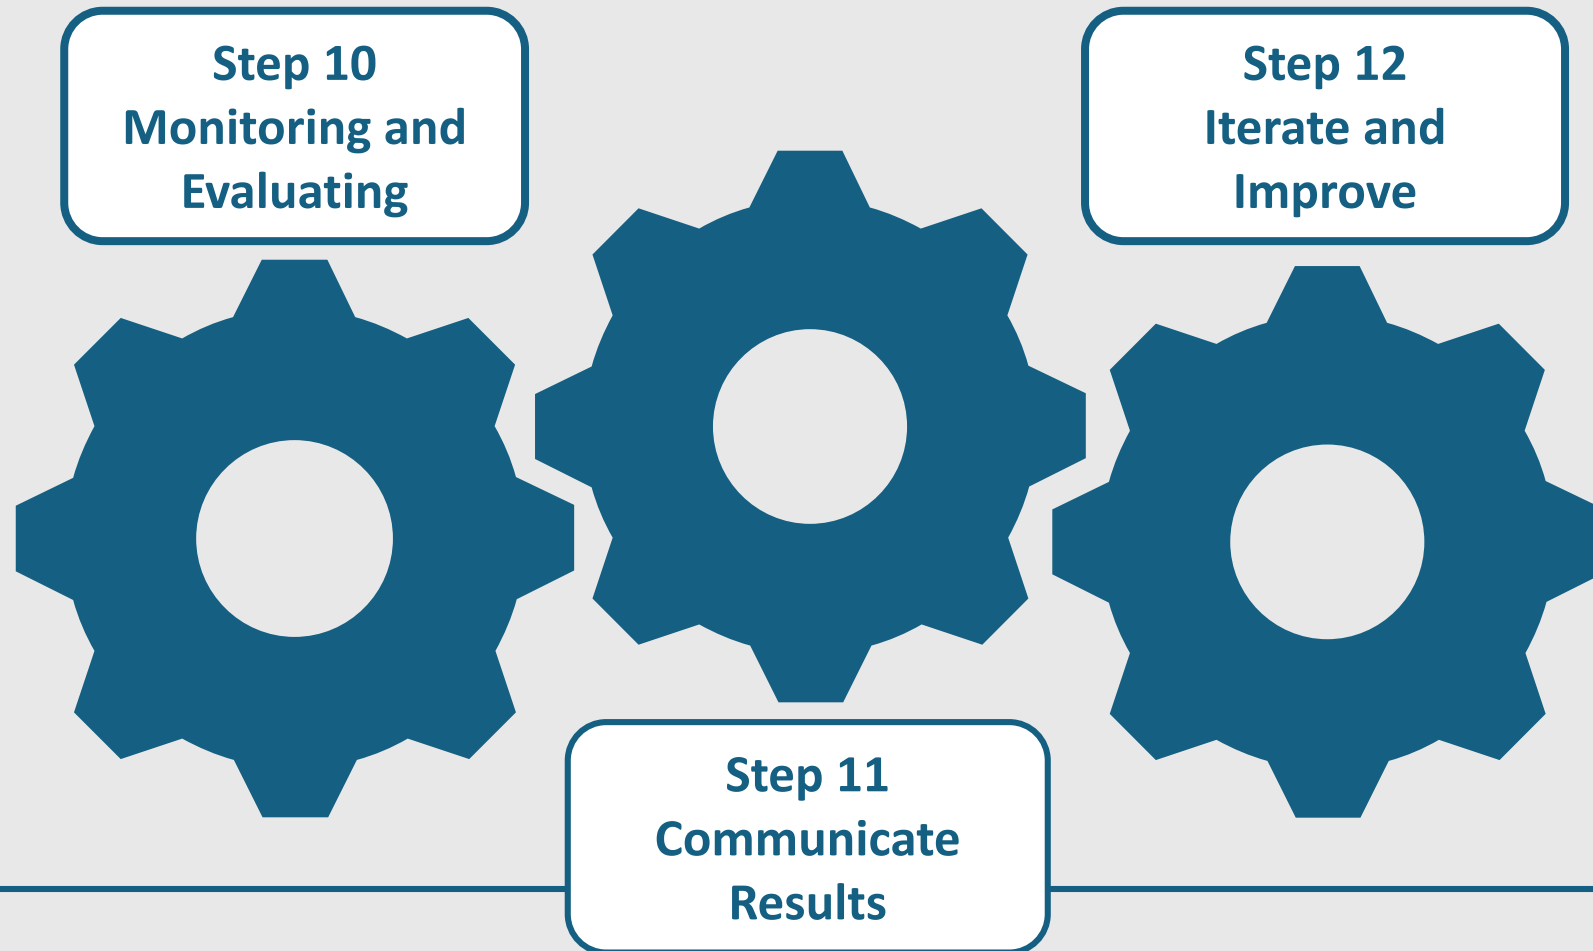 Step 10
Monitoring and
Evaluating
Step 11
Communicate
Results
Step 12
Iterate and
Improve